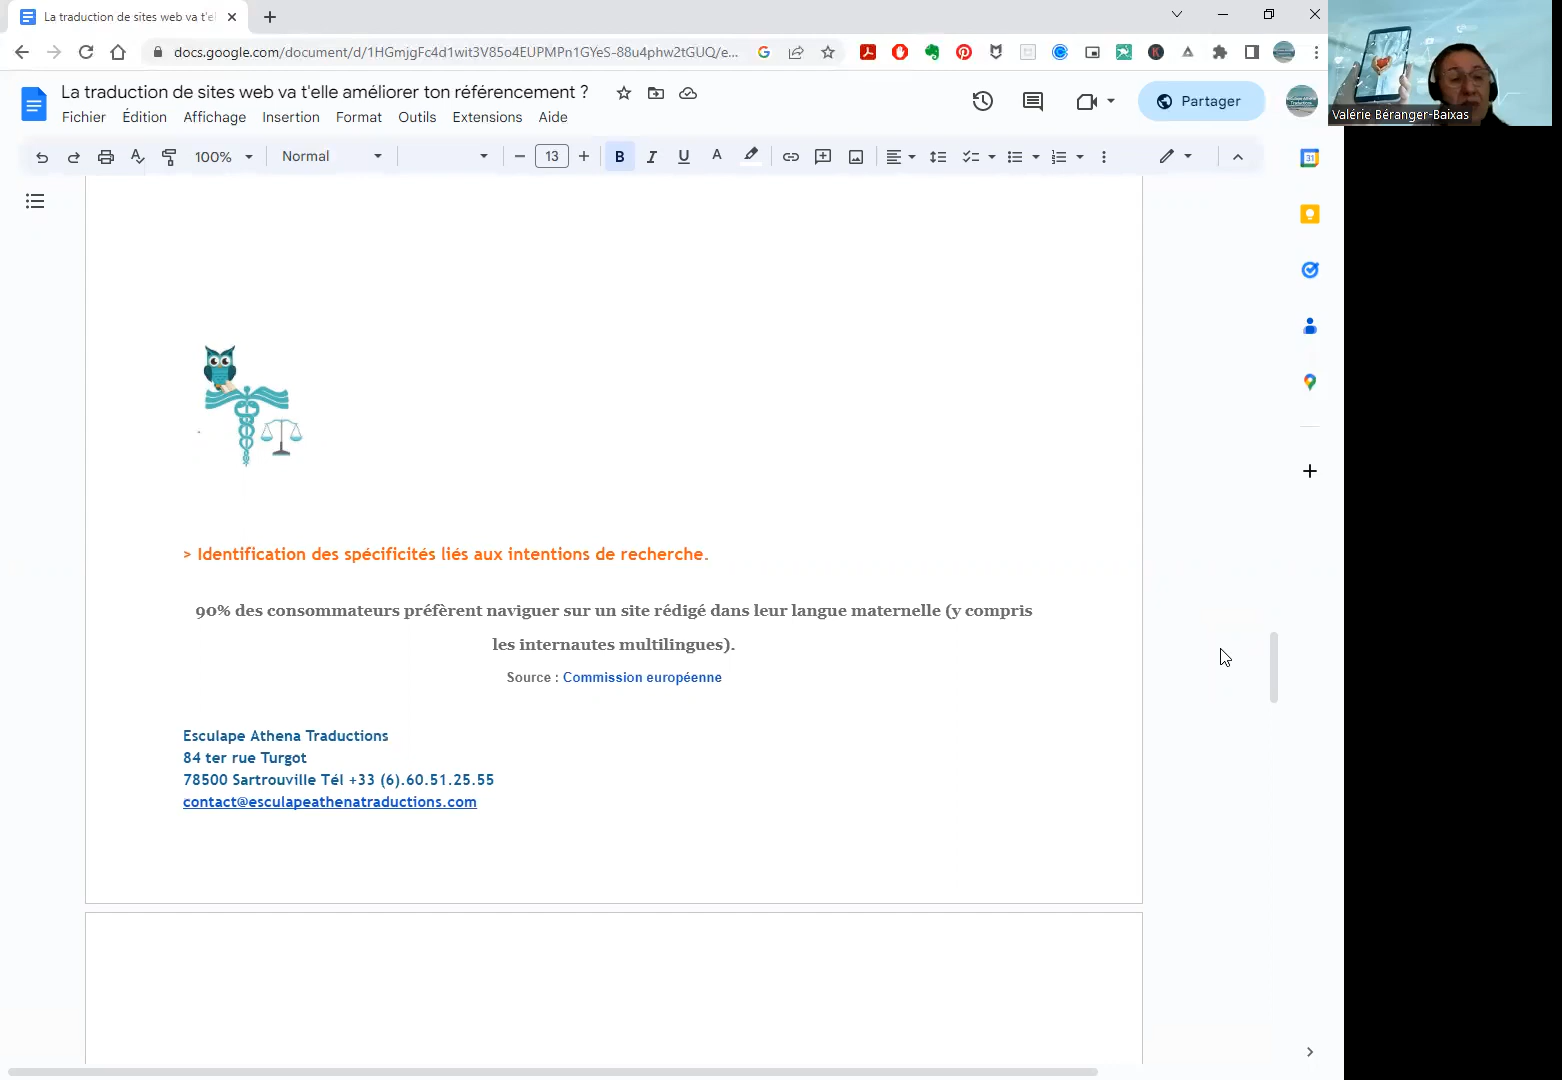 La traduction de sites web va t'el
docs.google.com/document/d/1HGmjgFc4d1wit3V85o4EUPMPn1GYeS-88u4phw2tGUQ/e...
La traduction de sites web va t'elle améliorer ton référencement ?
Partager
Valérie Béranger-Baixas
Fichier Édition Affichage Insertion Format Outils Extensions Aide
100% Normal 13 B I U A
31
> Identification des spécificités liés aux intentions de recherche.
90% des consommateurs préfèrent naviguer sur un site rédigé dans leur langue maternelle (y compris
les internautes multilingues).
Source : Commission européenne
Esculape Athena Traductions
84 ter rue Turgot
78500 Sartrouville Tél +33 (6).60.51.25.55
contact@esculapeathenatraductions.com